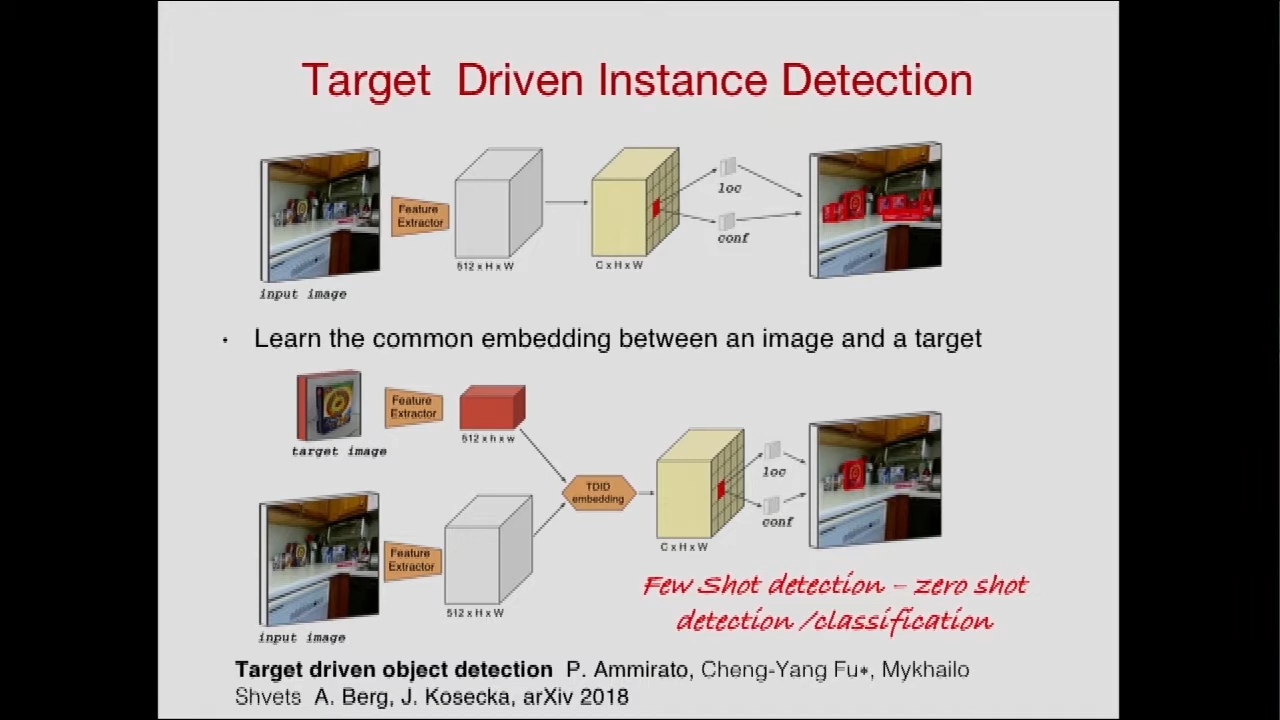 Target Driven Instance Detection
Feature
Extractor
loc
conf
512 x H x W
C x H x W
input image
• Learn the common embedding between an image and a target
Feature
Extractor
512 x h x w
target image
TDID
embedding
loc
conf
C x H x W
Feature
Extractor
512 x H x W
input image
Few Shot detection – zero shot
detection /classification
Target driven object detection P. Ammirato, Cheng-Yang Fu*, Mykhailo
Shvets A. Berg, J. Kosecka, arXiv 2018